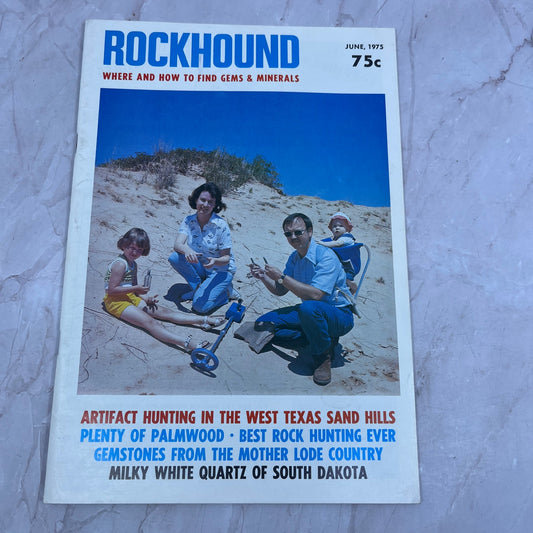 ROCKHOUND
JUNE, 1975
75c
WHERE AND HOW TO FIND GEMS & MINERALS
ARTIFACT HUNTING IN THE WEST TEXAS SAND HILLS
PLENTY OF PALMWOOD · BEST ROCK HUNTING EVER
GEMSTONES FROM THE MOTHER LODE COUNTRY
MILKY WHITE QUARTZ OF SOUTH DAKOTA